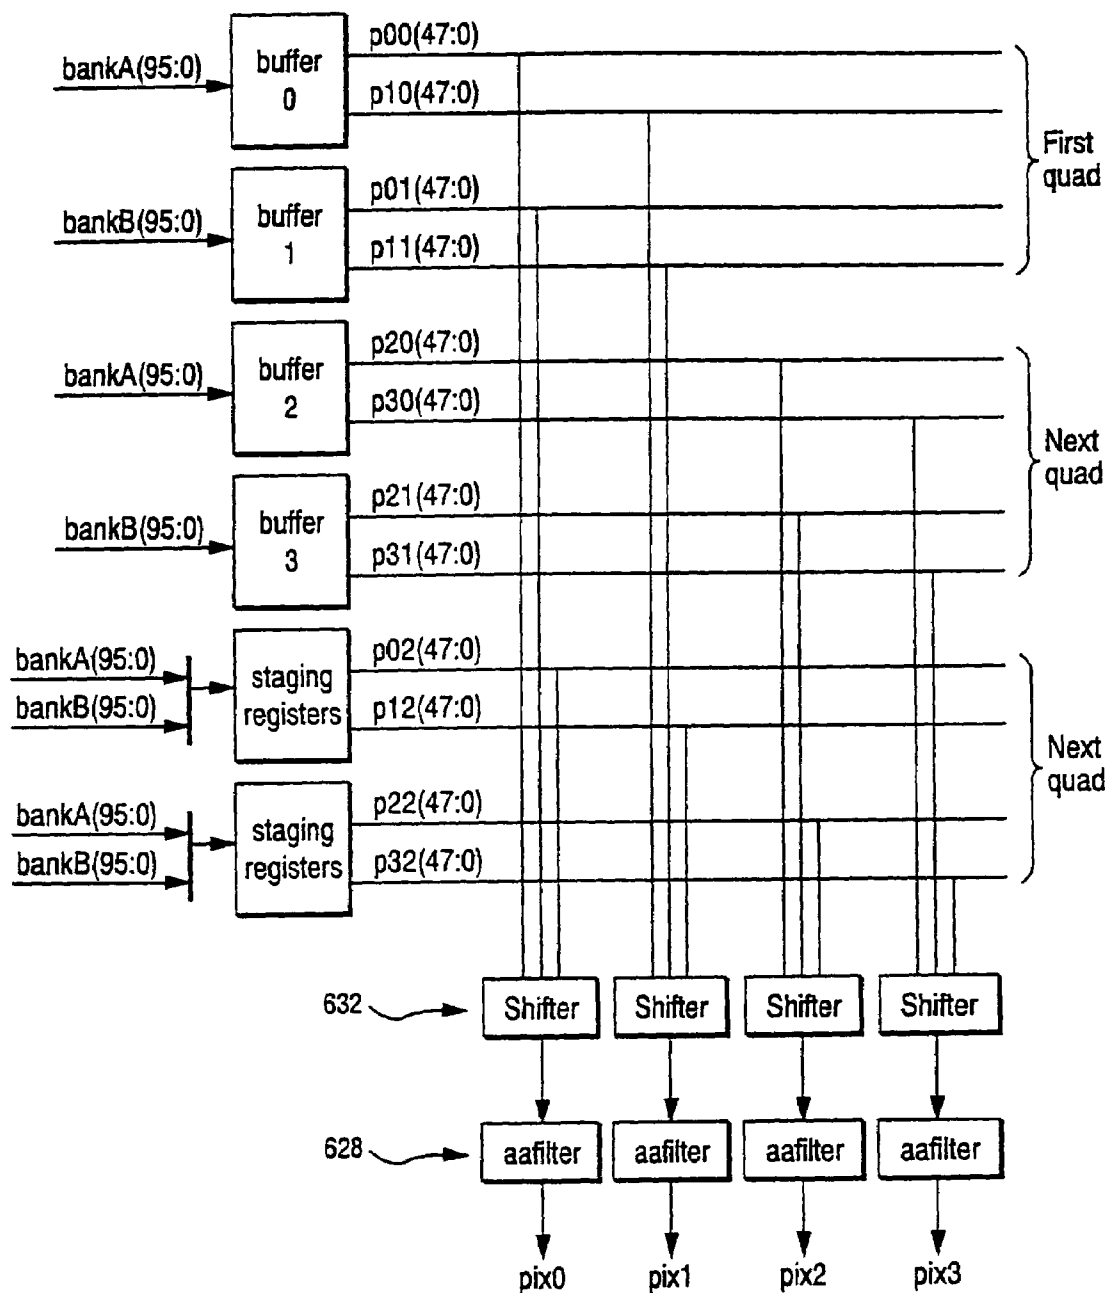 p00(47:0)
bankA(95:0)
buffer
0
p10(47:0)
First
quad
p01(47:0)
bankB(95:0)
buffer
1
p11(47:0)
p20(47:0)
bankA(95:0)
buffer
2
p30(47:0)
Next
quad
p21(47:0)
bankB(95:0)
buffer
3
p31(47:0)
bankA(95:0)
bankB(95:0)
staging
registers
p02(47:0)
p12(47:0)
Next
quad
bankA(95:0)
bankB(95:0)
staging
registers
p22(47:0)
p32(47:0)
632
Shifter
Shifter
Shifter
Shifter
628
aafilter
aafilter
aafilter
aafilter
pix0
pix1
pix2
pix3